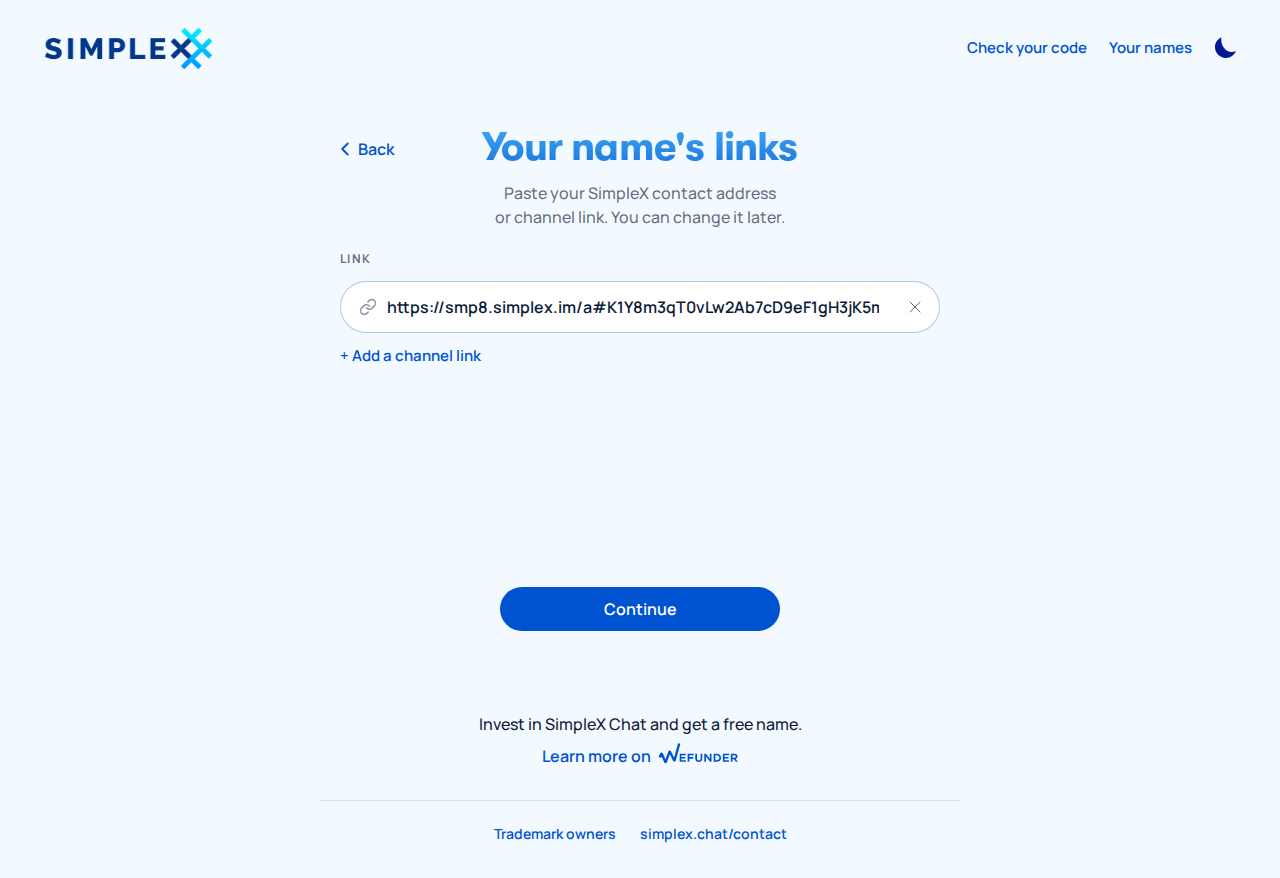 SIMPLEX
Check your code
Your names
Back
Your name's links
Paste your SimpleX contact address
or channel link. You can change it later.
LINK
https://smp8.simplex.im/a#K1Y8m3qT0vLw2Ab7cD9eF1gH3jK5n
+ Add a channel link
Continue
Invest in SimpleX Chat and get a free name.
Learn more on WEFUNDER
Trademark owners
simplex.chat/contact